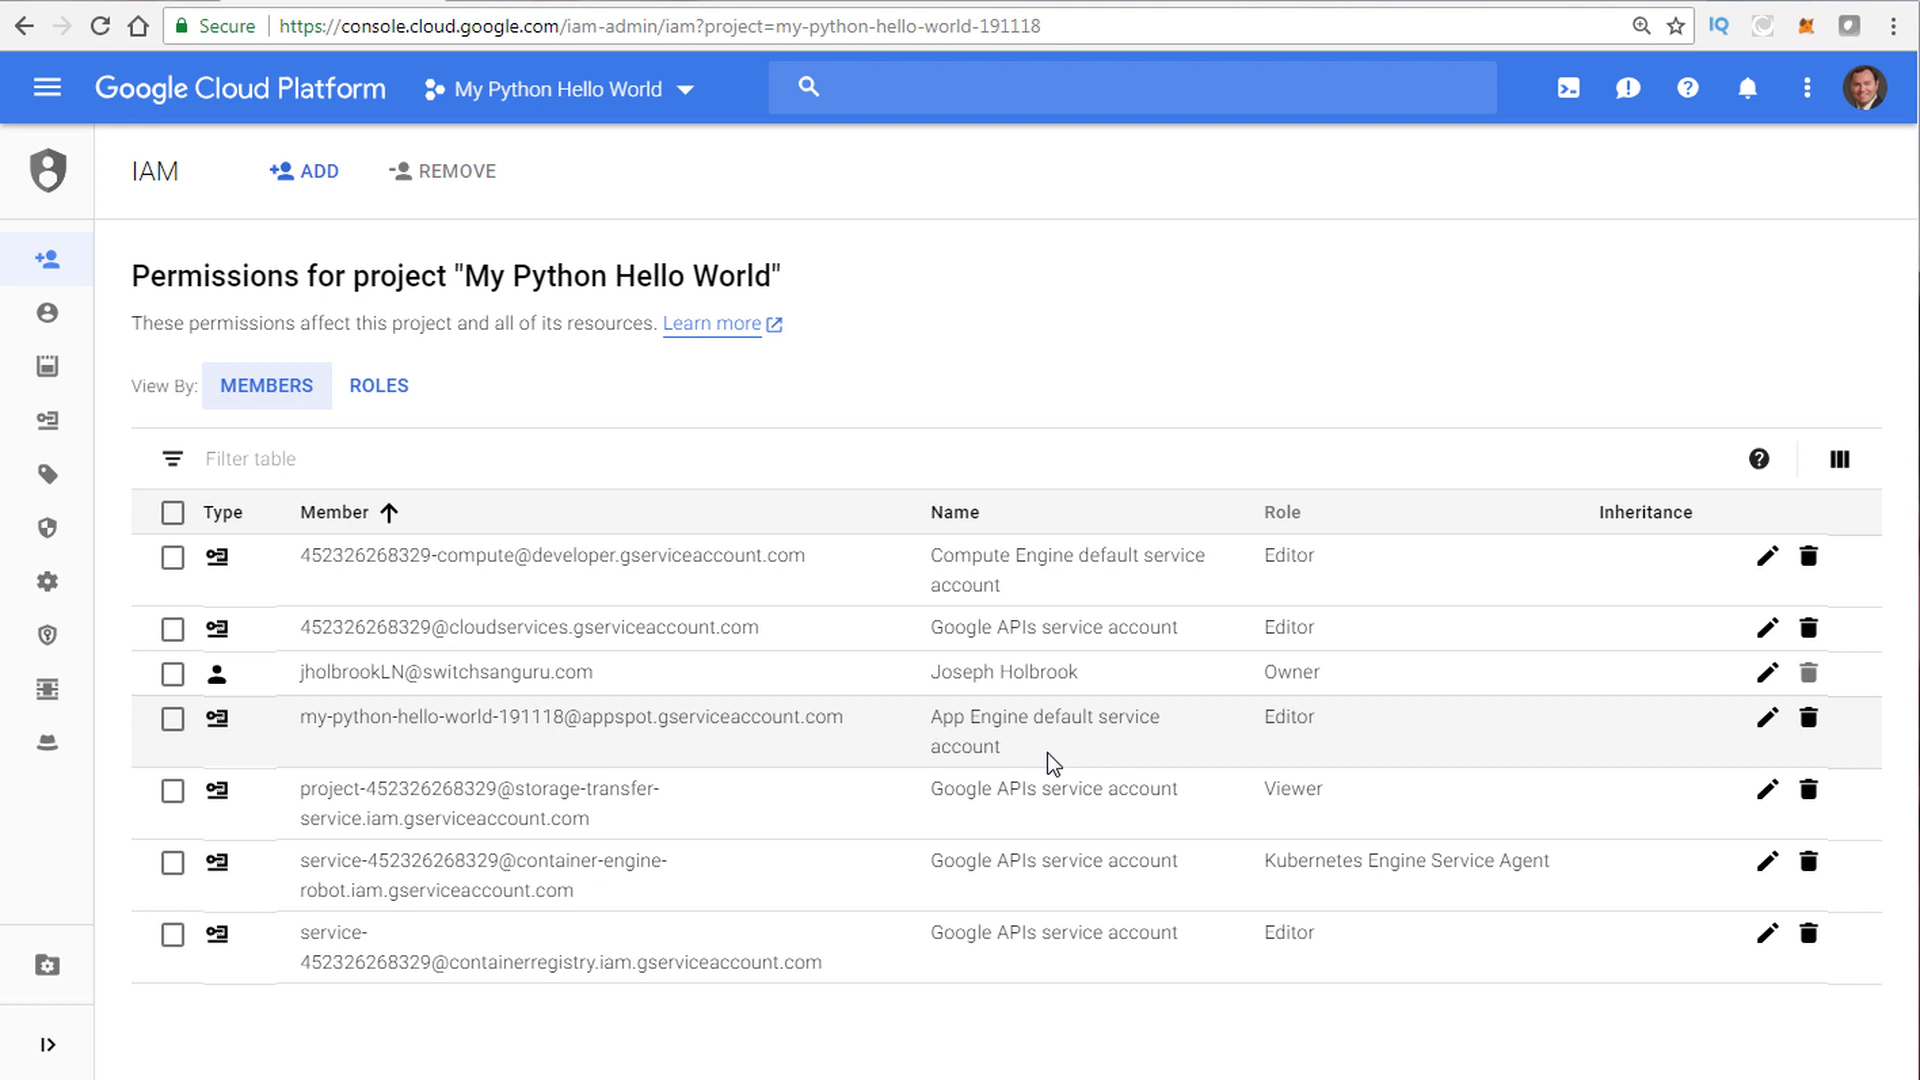 Secure https://console.cloud.google.com/iam-admin/iam?project=my-python-hello-world-191118
IQ
Google Cloud Platform My Python Hello World
IAM ADD REMOVE
Permissions for project "My Python Hello World"
These permissions affect this project and all of its resources. Learn more
View By: MEMBERS ROLES
Filter table
Type Member Name Role Inheritance
452326268329-compute@developer.gserviceaccount.com Compute Engine default service Editor
account
452326268329@cloudservices.gserviceaccount.com Google APIs service account Editor
jholbrookLN@switchsanguru.com Joseph Holbrook Owner
my-python-hello-world-191118@appspot.gserviceaccount.com App Engine default service Editor
account
project-452326268329@storage-transfer- Google APIs service account Viewer
service.iam.gserviceaccount.com
service-452326268329@container-engine- Google APIs service account Kubernetes Engine Service Agent
robot.iam.gserviceaccount.com
service- Google APIs service account Editor
452326268329@containerregistry.iam.gserviceaccount.com